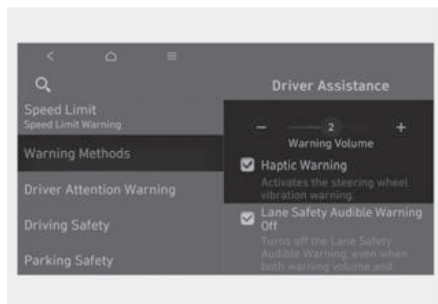 Driver Assistance
Speed Limit
Speed Limit Warning
Warning Methods
Driver Attention Warning
Driving Safety
Parking Safety
− 2 +
Warning Volume
Haptic Warning
Activates the steering wheel
vibration warning.
Lane Safety Audible Warning
Off
Turns off the Lane Safety
Audible Warning, even when
both warning volume and